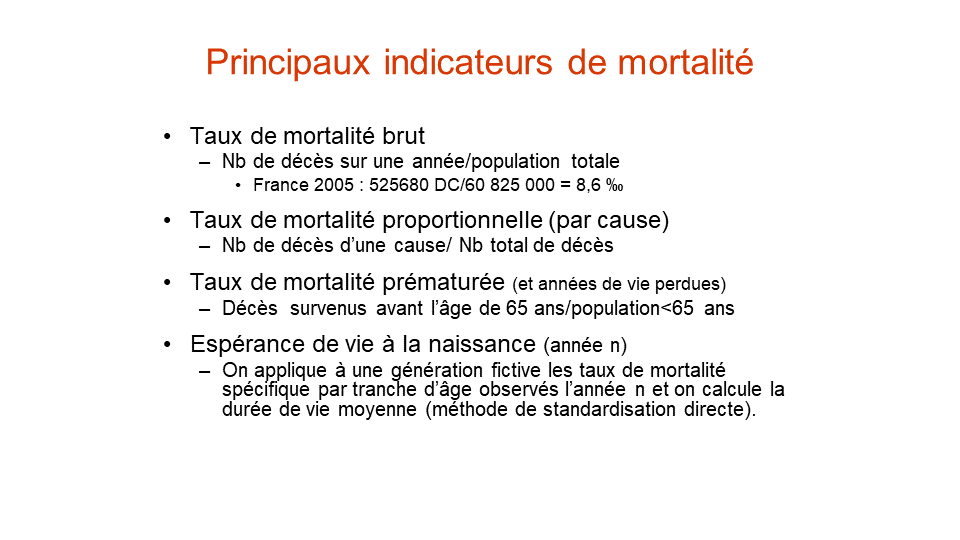 Principaux indicateurs de mortalité
• Taux de mortalité brut
– Nb de décès sur une année/population totale
• France 2005 : 525680 DC/60 825 000 = 8,6 ‰
• Taux de mortalité proportionnelle (par cause)
– Nb de décès d’une cause/ Nb total de décès
• Taux de mortalité prématurée (et années de vie perdues)
– Décès survenus avant l’âge de 65 ans/population<65 ans
• Espérance de vie à la naissance (année n)
– On applique à une génération fictive les taux de mortalité
spécifique par tranche d’âge observés l’année n et on calcule la
durée de vie moyenne (méthode de standardisation directe).